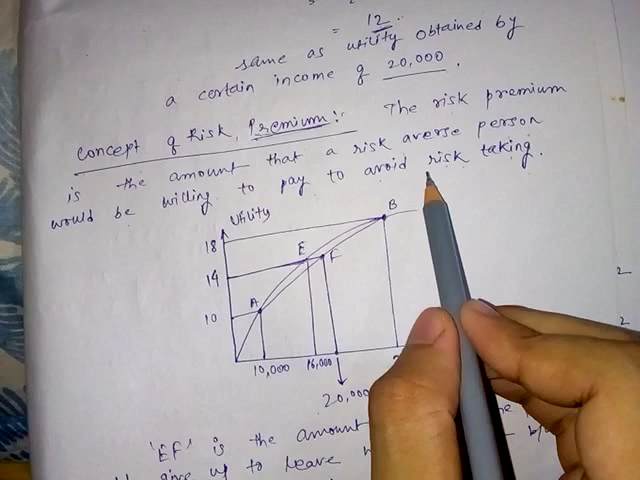 = 12.
same as utility obtained by
a certain income of 20,000.
Concept of Risk, Premium:- The risk premium
is the amount that a risk averse person
would be willing to pay to avoid risk taking.
Utility
B
18
E
F
14
A
10
10,000 16,000
20,000
'EF' is the amount
give up to leave
2
2